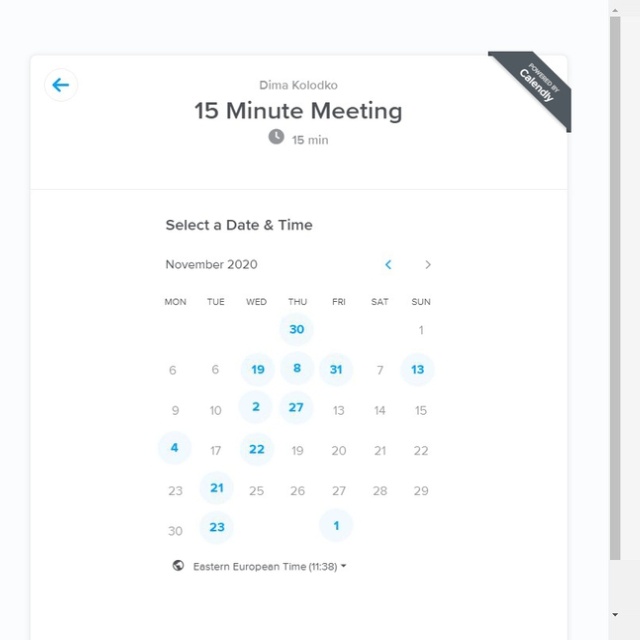 POWERED BY
Calendly
Dima Kolodko
15 Minute Meeting
15 min
Select a Date & Time
November 2020
MON TUE WED THU FRI SAT SUN
30 1
6 6 19 8 31 7 13
9 10 2 27 13 14 15
4 17 22 19 20 21 22
23 21 25 26 27 28 29
30 23 1
Eastern European Time (11:38)